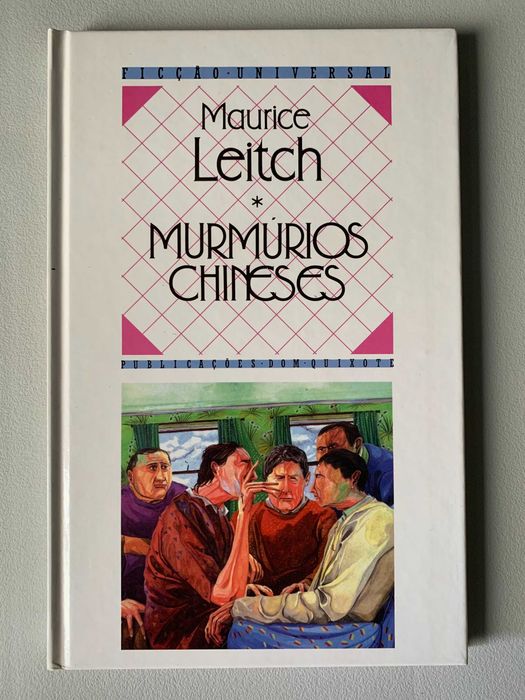 FICÇÃO·UNIVERSAL
Maurice
Leitch
*
MURMÚRIOS
CHINESES
PUBLICAÇÕES·DOM·QUIXOTE